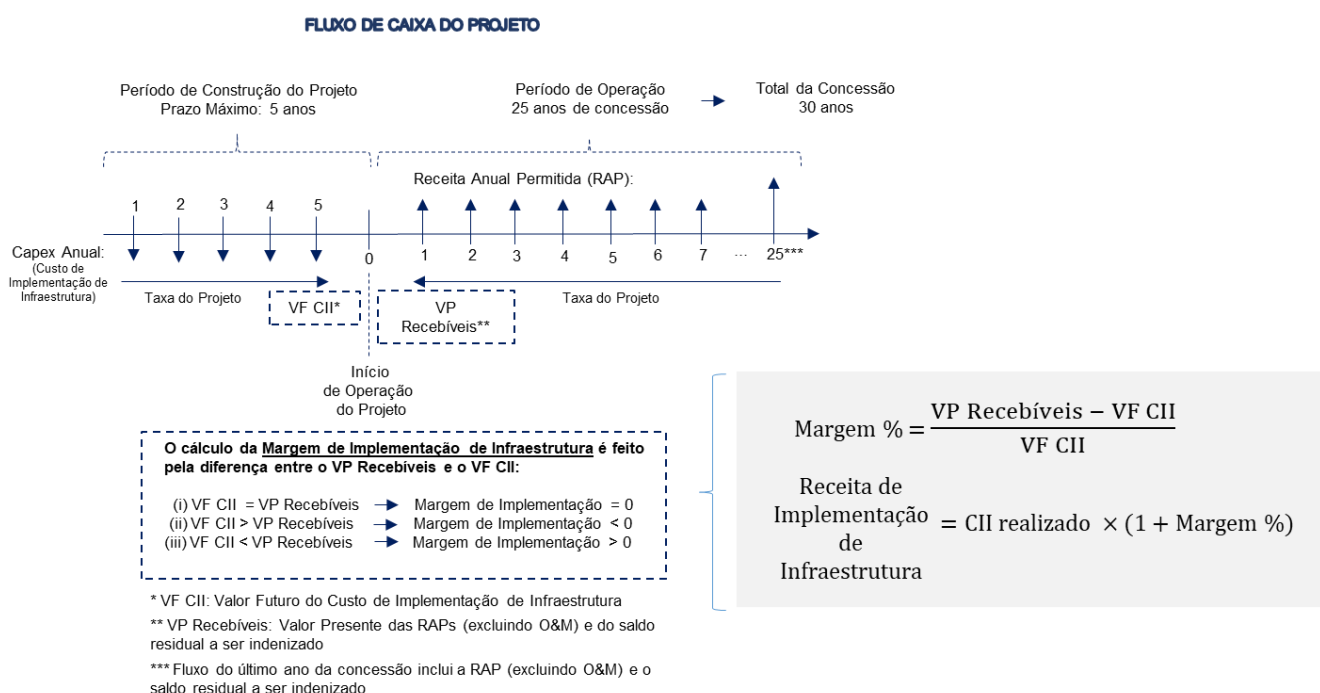 FLUXO DE CAIXA DO PROJETO
Período de Construção do Projeto
Prazo Máximo: 5 anos
Período de Operação
25 anos de concessão
Total da Concessão
30 anos
Receita Anual Permitida (RAP):
1 2 3 4 5
Capex Anual:
(Custo de
Implementação de
Infraestrutura)
0 1 2 3 4 5 6 7 ... 25***
Taxa do Projeto
VF CII*
VP
Recebíveis**
Taxa do Projeto
Início
de Operação
do Projeto
O cálculo da Margem de Implementação de Infraestrutura é feito
pela diferença entre o VP Recebíveis e o VF CII:
(i) VF CII = VP Recebíveis → Margem de Implementação = 0
(ii) VF CII > VP Recebíveis → Margem de Implementação < 0
(iii) VF CII < VP Recebíveis → Margem de Implementação > 0
* VF CII: Valor Futuro do Custo de Implementação de Infraestrutura
** VP Recebíveis: Valor Presente das RAPs (excluindo O&M) e do saldo
residual a ser indenizado
*** Fluxo do último ano da concessão inclui a RAP (excluindo O&M) e o
saldo residual a ser indenizado
Margem % = VP Recebíveis − VF CII
VF CII
Receita de
Implementação
de
Infraestrutura
= CII realizado × (1 + Margem %)